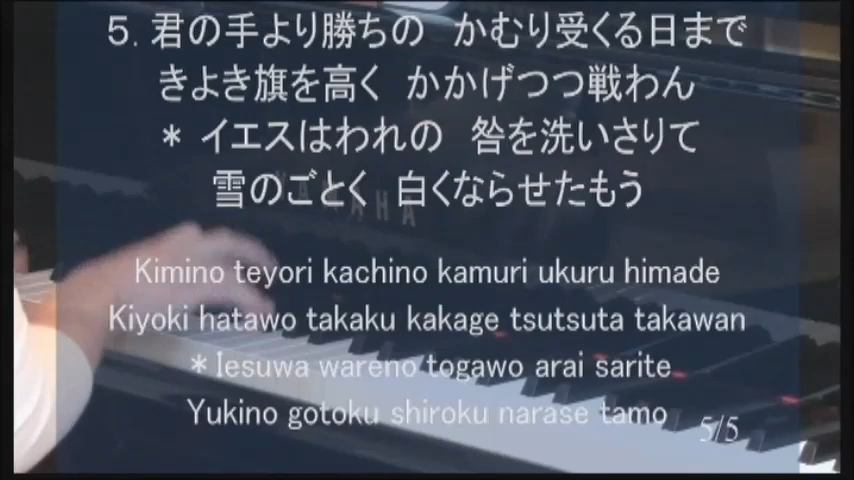 ５. 君の手より勝ちの　かむり受くる日まで
きよき旗を高く　かかげつつ戦わん
* イエスはわれの　咎を洗いさりて
雪のごとく　白くならせたもう
YAMAHA
Kimino teyori kachino kamuri ukuru himade
Kiyoki hatawo takaku kakage tsutsuta takawan
* Iesuwa wareno togawo arai sarite
Yukino gotoku shiroku narase tamo
5/5